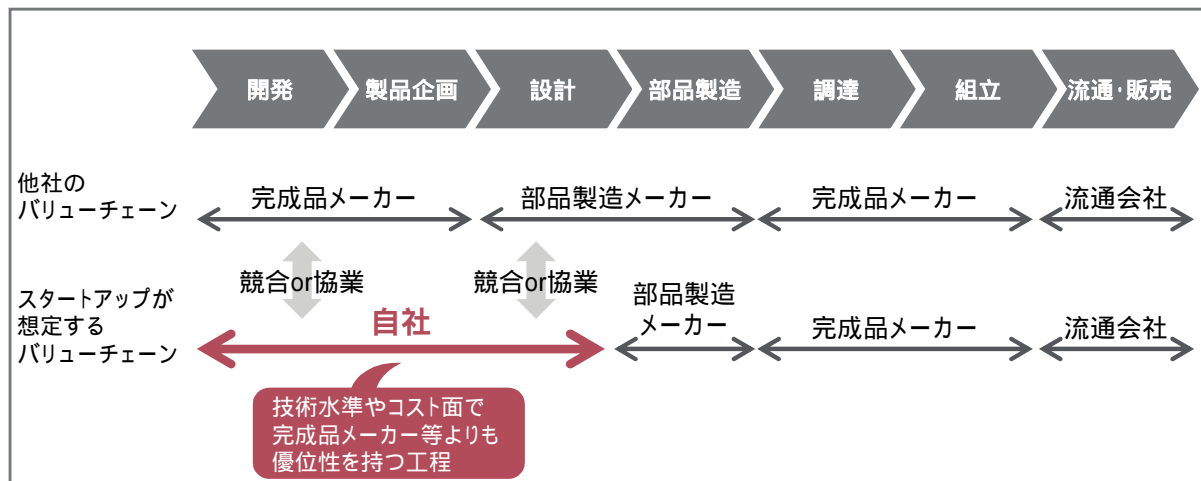 開発 製品企画 設計 部品製造 調達 組立 流通・販売
他社の
バリューチェーン
完成品メーカー 部品製造メーカー 完成品メーカー 流通会社
競合or協業 競合or協業
スタートアップが
想定する
バリューチェーン
自社
部品製造
メーカー
完成品メーカー 流通会社
技術水準やコスト面で
完成品メーカー等よりも
優位性を持つ工程